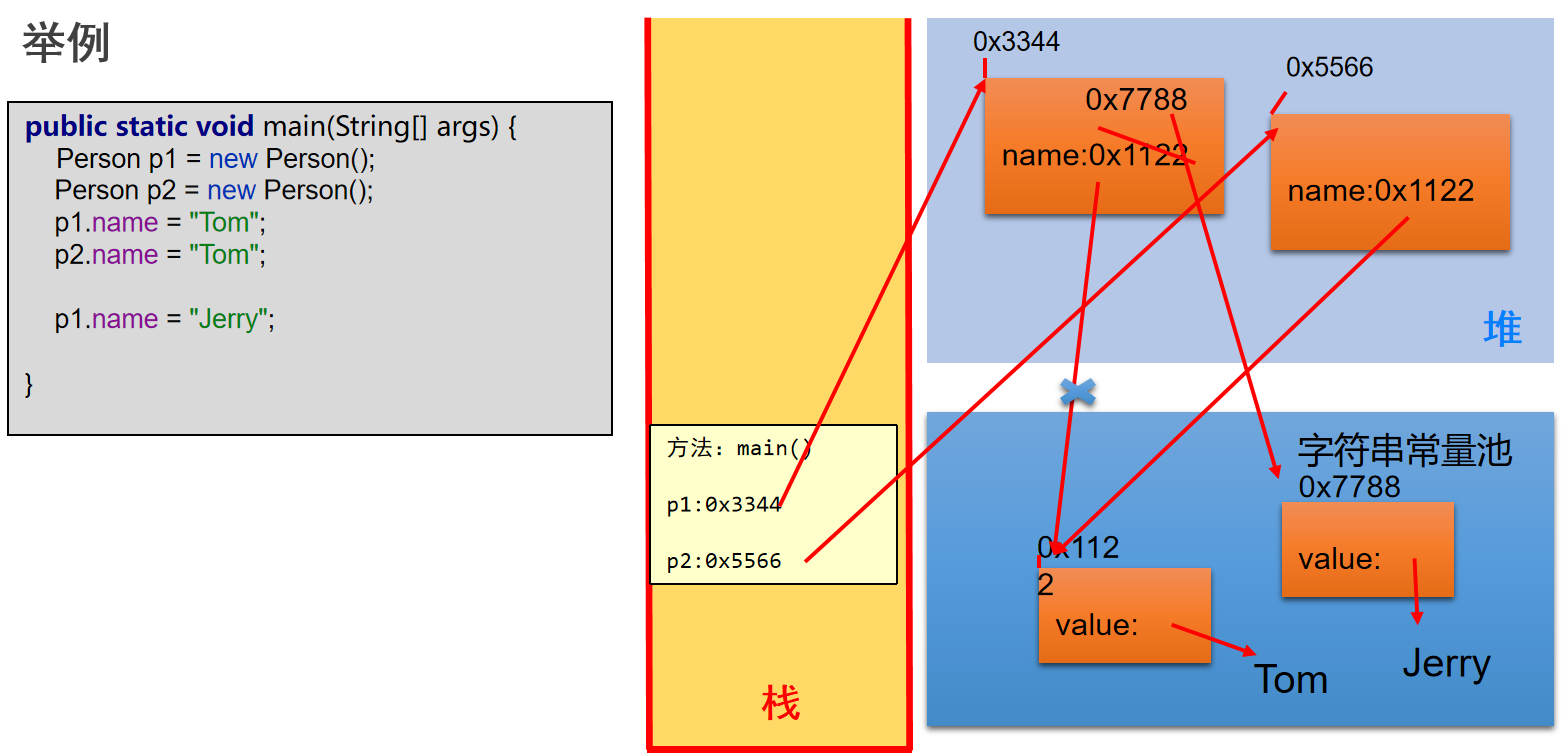 举例
public static void main(String[] args) {
Person p1 = new Person();
Person p2 = new Person();
p1.name = "Tom";
p2.name = "Tom";
p1.name = "Jerry";
}
方法：main()
p1:0x3344
p2:0x5566
栈
0x3344
0x7788
name:0x1122
0x5566
name:0x1122
堆
字符串常量池
0x7788
value:
Jerry
0x112
2
value:
Tom